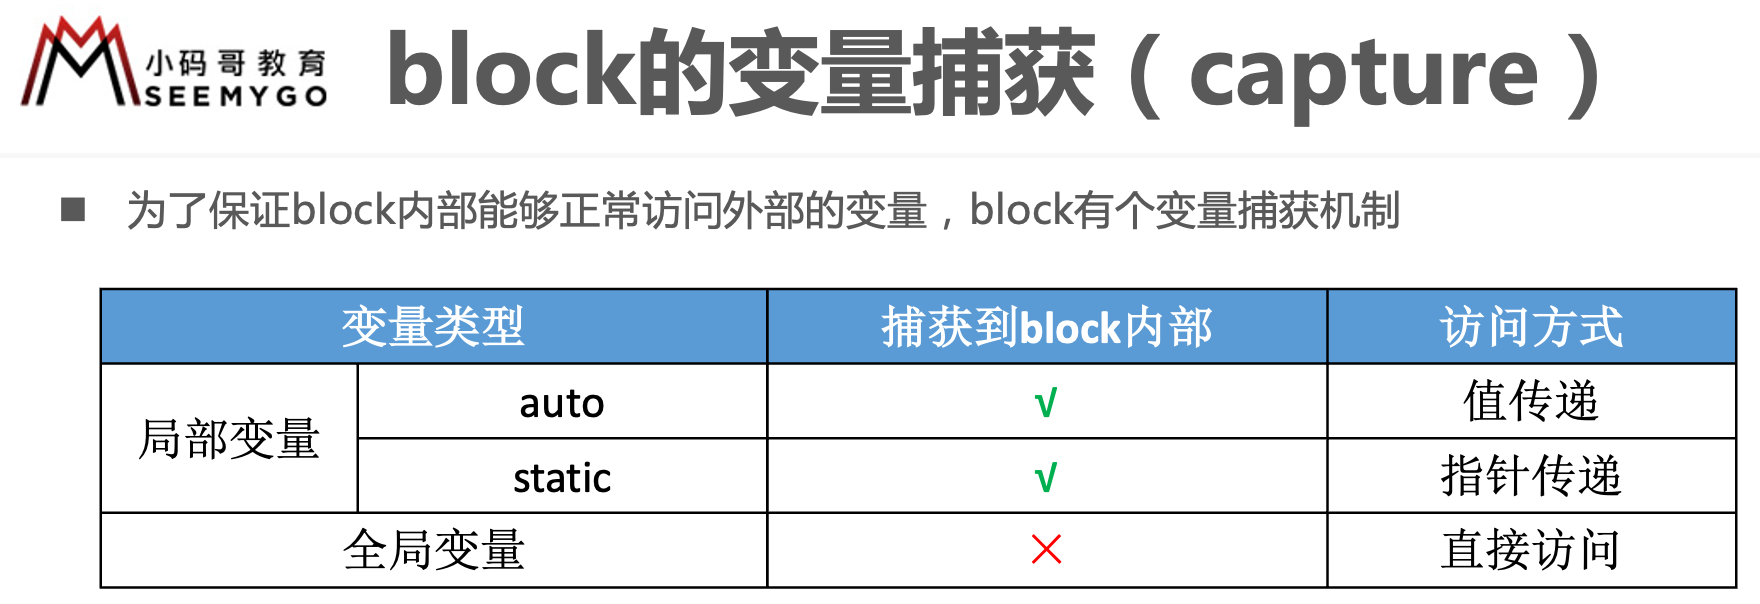 小码哥教育
SEEMYGO
block的变量捕获（capture）
■ 为了保证block内部能够正常访问外部的变量，block有个变量捕获机制
变量类型 捕获到block内部 访问方式
局部变量 auto √ 值传递
static √ 指针传递
全局变量 × 直接访问